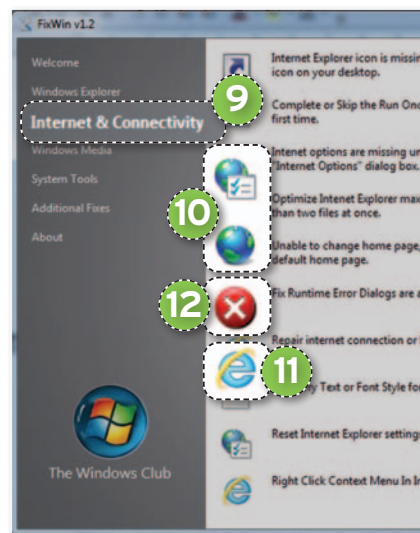 FixWin v1.2
Welcome
Windows Explorer
Internet & Connectivity
Windows Media
System Tools
Additional Fixes
About
The Windows Club
9
10
12
11
Internet Explorer icon is missin
icon on your desktop.
Complete or Skip the Run Onc
first time.
Intenet options are missing un
"Internet Options" dialog box.
Optimize Intenet Explorer max
than two files at once.
Unable to change home page,
default home page.
Fix Runtime Error Dialogs are a
Repair internet connection or
Text or Font Style for
Reset Internet Explorer settings
Right Click Context Menu In In